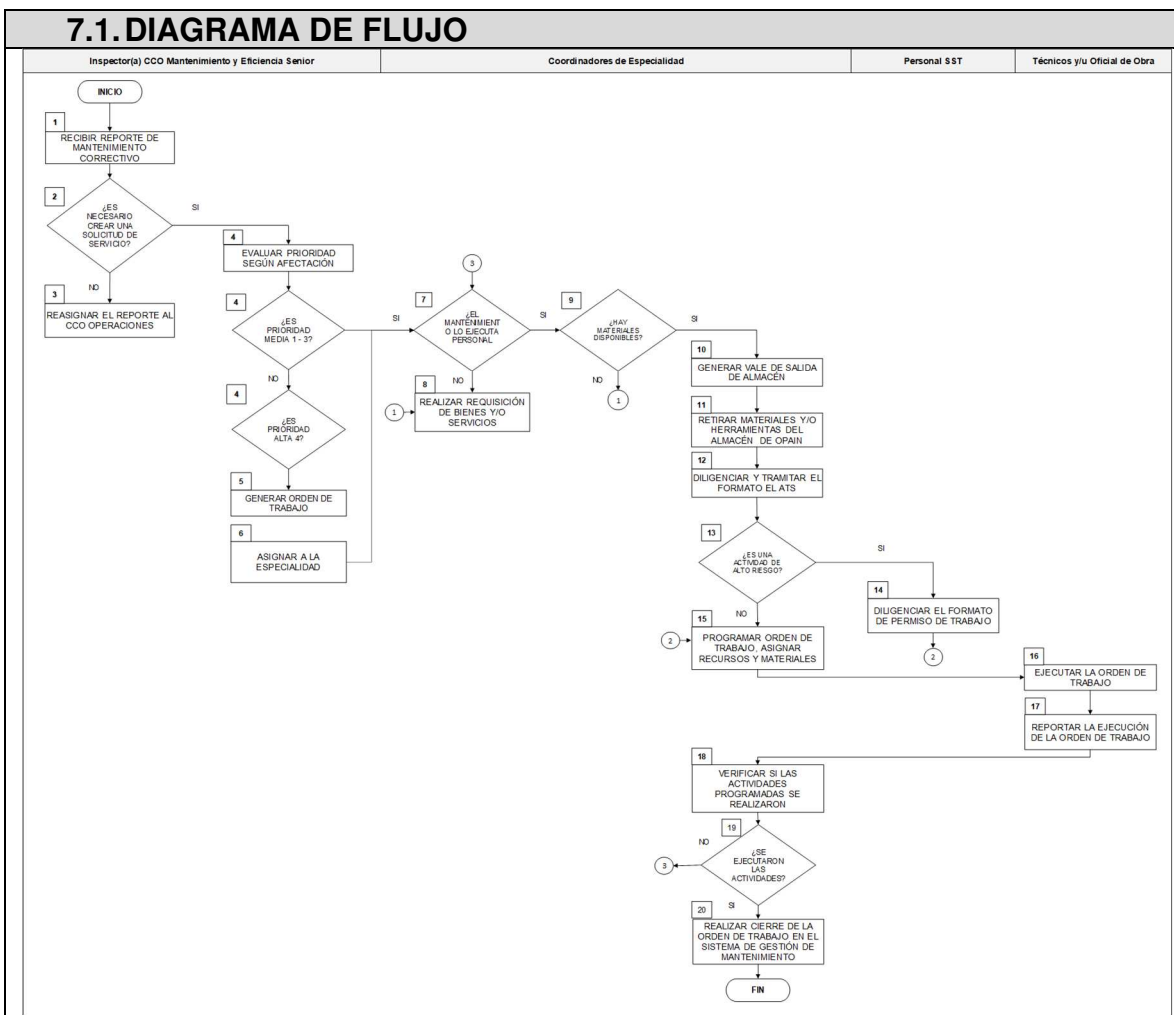 7.1. DIAGRAMA DE FLUJO
Inspector(a) CCO Mantenimiento y Eficiencia Senior
Coordinadores de Especialidad
Personal SST
Técnicos y/u Oficial de Obra
INICIO
1
RECIBIR REPORTE DE
MANTENIMIENTO
CORRECTIVO
2
¿ES
NECESARIO
CREAR UNA
SOLICITUD DE
SERVICIO?
SI
NO
3
REASIGNAR EL REPORTE AL
CCO OPERACIONES
4
EVALUAR PRIORIDAD
SEGÚN AFECTACIÓN
4
¿ES
PRIORIDAD
MEDIA 1 - 3?
SI
NO
4
¿ES
PRIORIDAD
ALTA 4?
5
GENERAR ORDEN DE
TRABAJO
6
ASIGNAR A LA
ESPECIALIDAD
3
7
¿EL
MANTENIMIENT
O LO EJECUTA
PERSONAL
SI
NO
8
1
REALIZAR REQUISICIÓN
DE BIENES Y/O
SERVICIOS
9
¿HAY
MATERIALES
DISPONIBLES?
SI
NO
1
10
GENERAR VALE DE SALIDA
DE ALMACÉN
11
RETIRAR MATERIALES Y/O
HERRAMIENTAS DEL
ALMACÉN DE OPAIN
12
DILIGENCIAR Y TRAMITAR EL
FORMATO EL ATS
13
¿ES UNA
ACTIVIDAD DE
ALTO RIESGO?
SI
NO
14
DILIGENCIAR EL FORMATO
DE PERMISO DE TRABAJO
2
15
2
PROGRAMAR ORDEN DE
TRABAJO, ASIGNAR
RECURSOS Y MATERIALES
16
EJECUTAR LA ORDEN DE
TRABAJO
17
REPORTAR LA EJECUCIÓN
DE LA ORDEN DE TRABAJO
18
VERIFICAR SI LAS
ACTIVIDADES
PROGRAMADAS SE
REALIZARON
19
NO
3
¿SE
EJECUTARON
LAS
ACTIVIDADES?
SI
20
REALIZAR CIERRE DE LA
ORDEN DE TRABAJO EN EL
SISTEMA DE GESTIÓN DE
MANTENIMIENTO
FIN